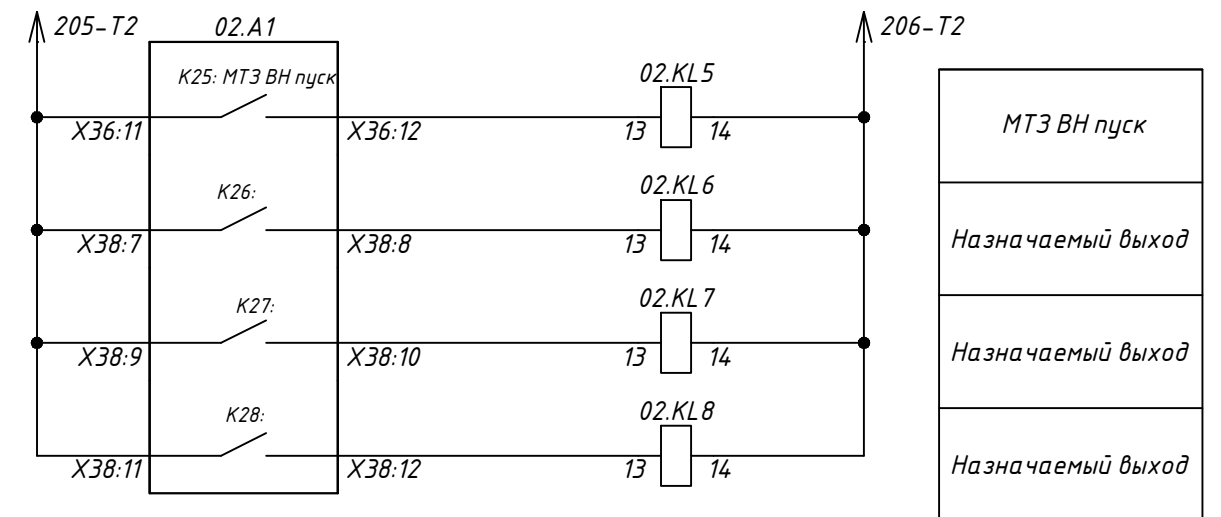 205-T2
02.A1
206-T2
K25: МТЗ ВН пуск
02.KL5
X36:11
X36:12
13
14
МТЗ ВН пуск
K26:
02.KL6
X38:7
X38:8
13
14
Назначаемый выход
K27:
02.KL7
X38:9
X38:10
13
14
Назначаемый выход
K28:
02.KL8
X38:11
X38:12
13
14
Назначаемый выход